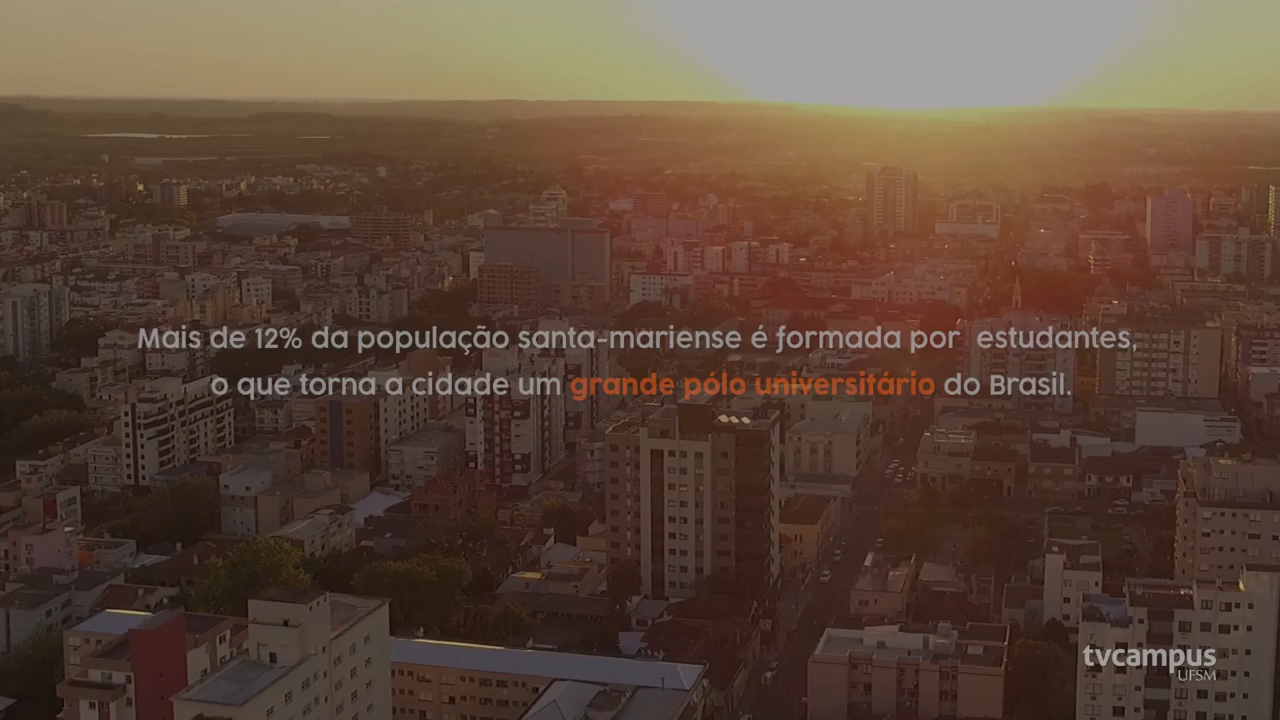 Mais de 12% da população santa-mariense é formada por estudantes,
o que torna a cidade um grande pólo universitário do Brasil.
tvcampus
UFSM